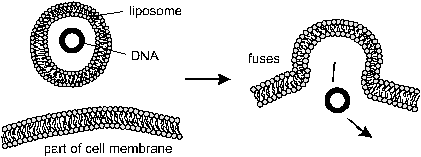 liposome
DNA
fuses
part of cell membrane